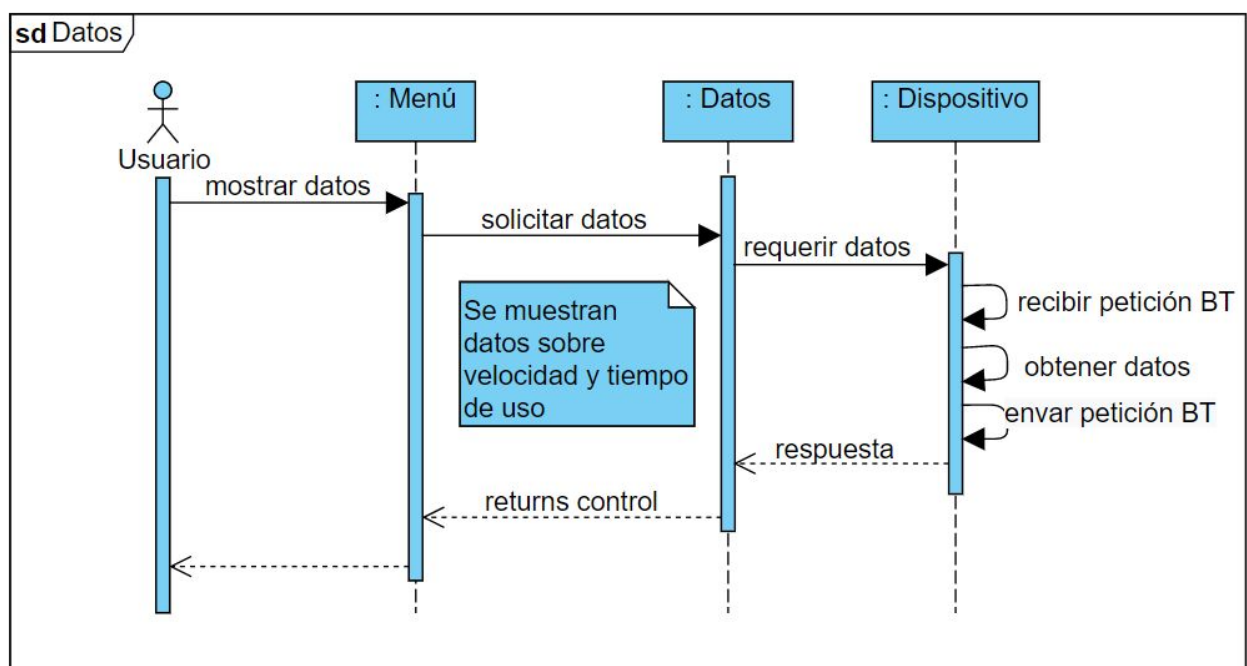 sd Datos
: Menú
: Datos
: Dispositivo
Usuario
mostrar datos
solicitar datos
requerir datos
Se muestran
datos sobre
velocidad y tiempo
de uso
recibir petición BT
obtener datos
envar petición BT
respuesta
returns control